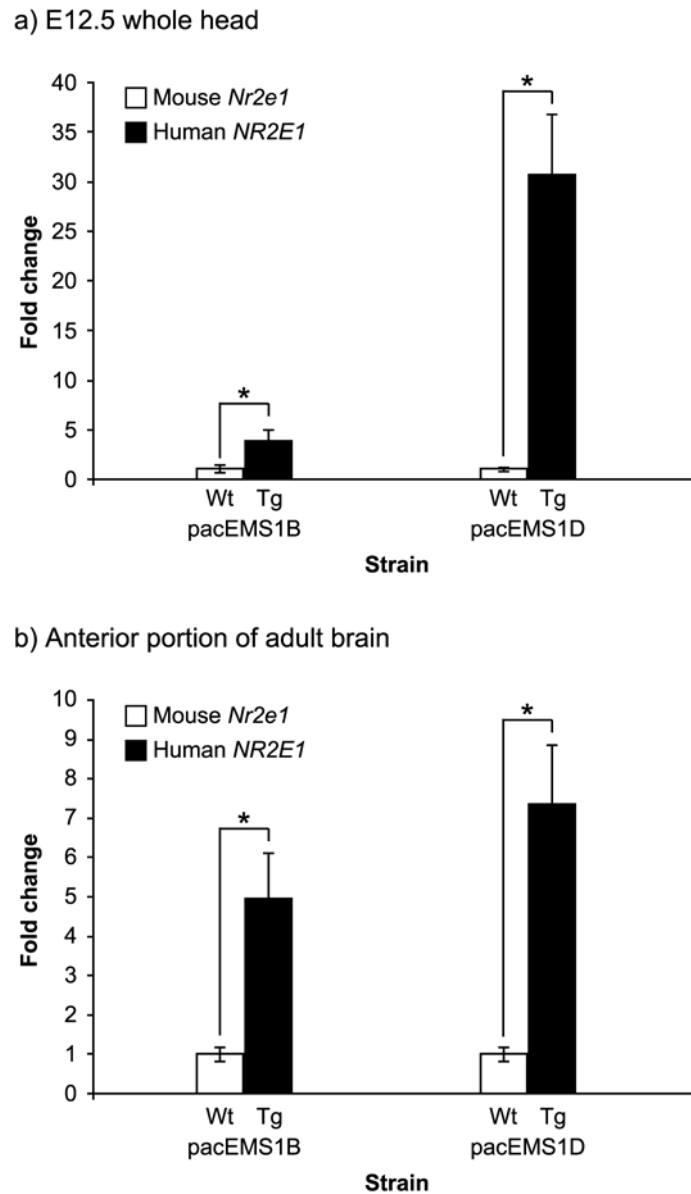 a) E12.5 whole head
40
35
30
25
20
15
10
5
0
Fold change
Mouse Nr2e1
Human NR2E1
*
*
Wt Tg Wt Tg
pacEMS1B pacEMS1D
Strain
b) Anterior portion of adult brain
10
9
8
7
6
5
4
3
2
1
0
Fold change
Mouse Nr2e1
Human NR2E1
*
*
Wt Tg Wt Tg
pacEMS1B pacEMS1D
Strain